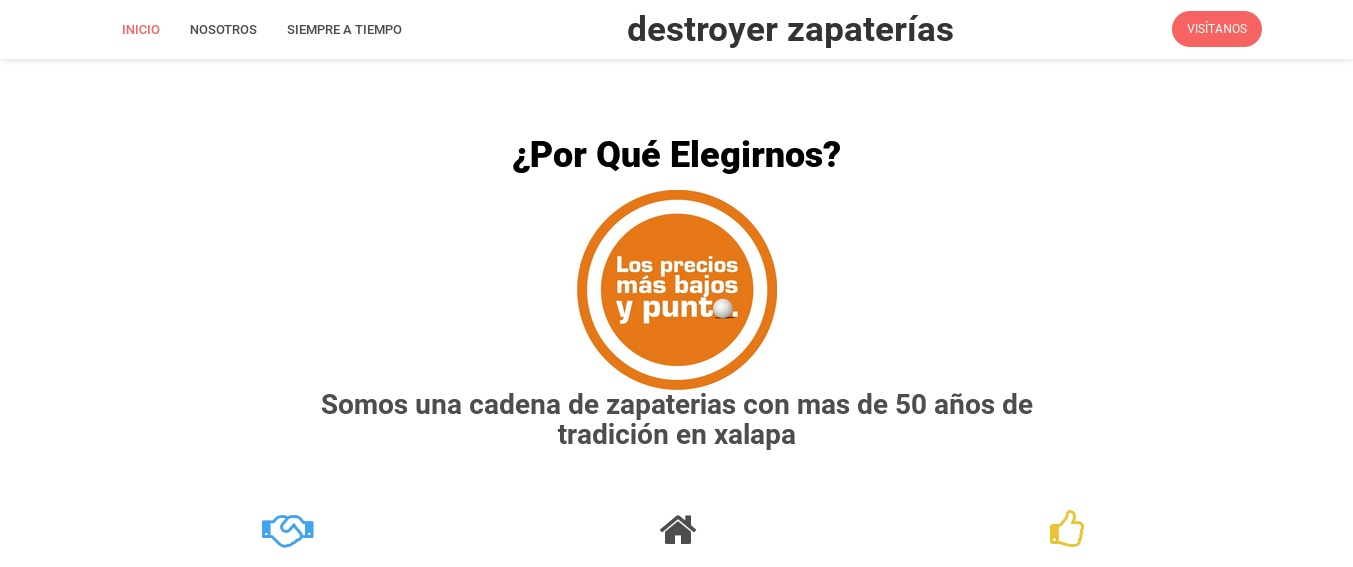 INICIO NOSOTROS SIEMPRE A TIEMPO destroyer zapaterías VISÍTANOS
¿Por Qué Elegirnos?
Los precios
más bajos
y punto.
Somos una cadena de zapaterias con mas de 50 años de
tradición en xalapa